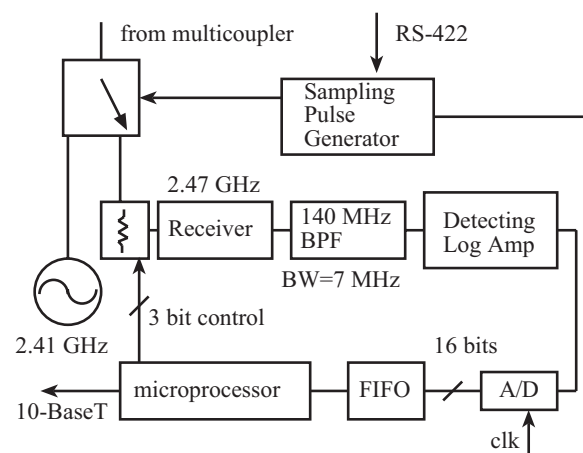 from multicoupler
RS-422
Sampling
Pulse
Generator
2.47 GHz
Receiver
140 MHz
BPF
Detecting
Log Amp
BW=7 MHz
3 bit control
2.41 GHz
16 bits
microprocessor
FIFO
A/D
10-BaseT
clk